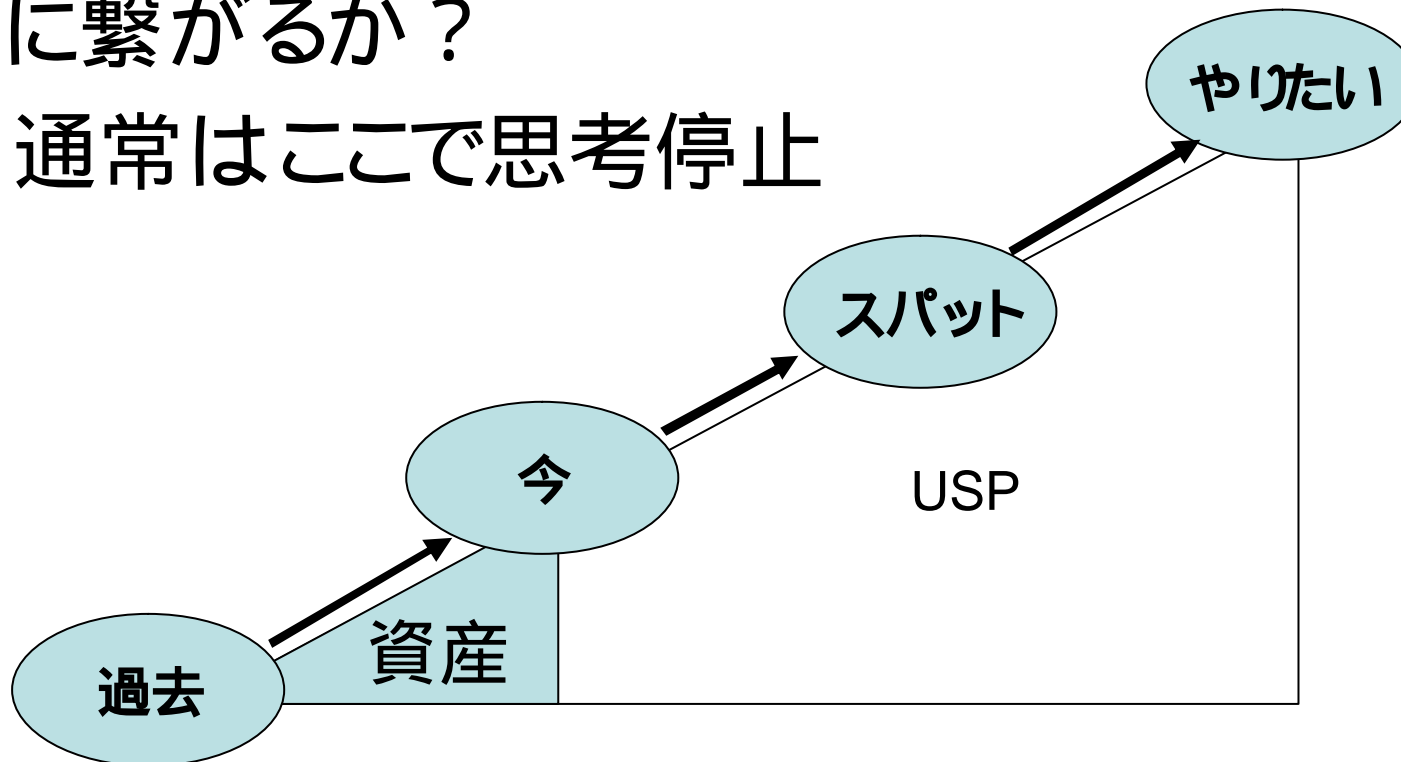 に繋がるか？
通常はここで思考停止
やりたい
スパット
今
USP
資産
過去